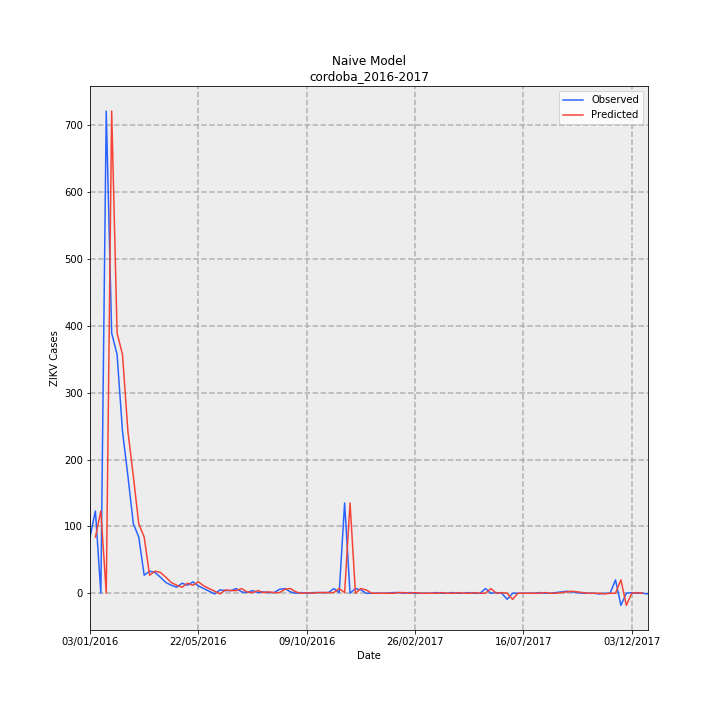 Naive Model
cordoba_2016-2017
Observed
Predicted
700
600
500
400
300
200
100
0
ZIKV Cases
03/01/2016
22/05/2016
09/10/2016
26/02/2017
16/07/2017
03/12/2017
Date